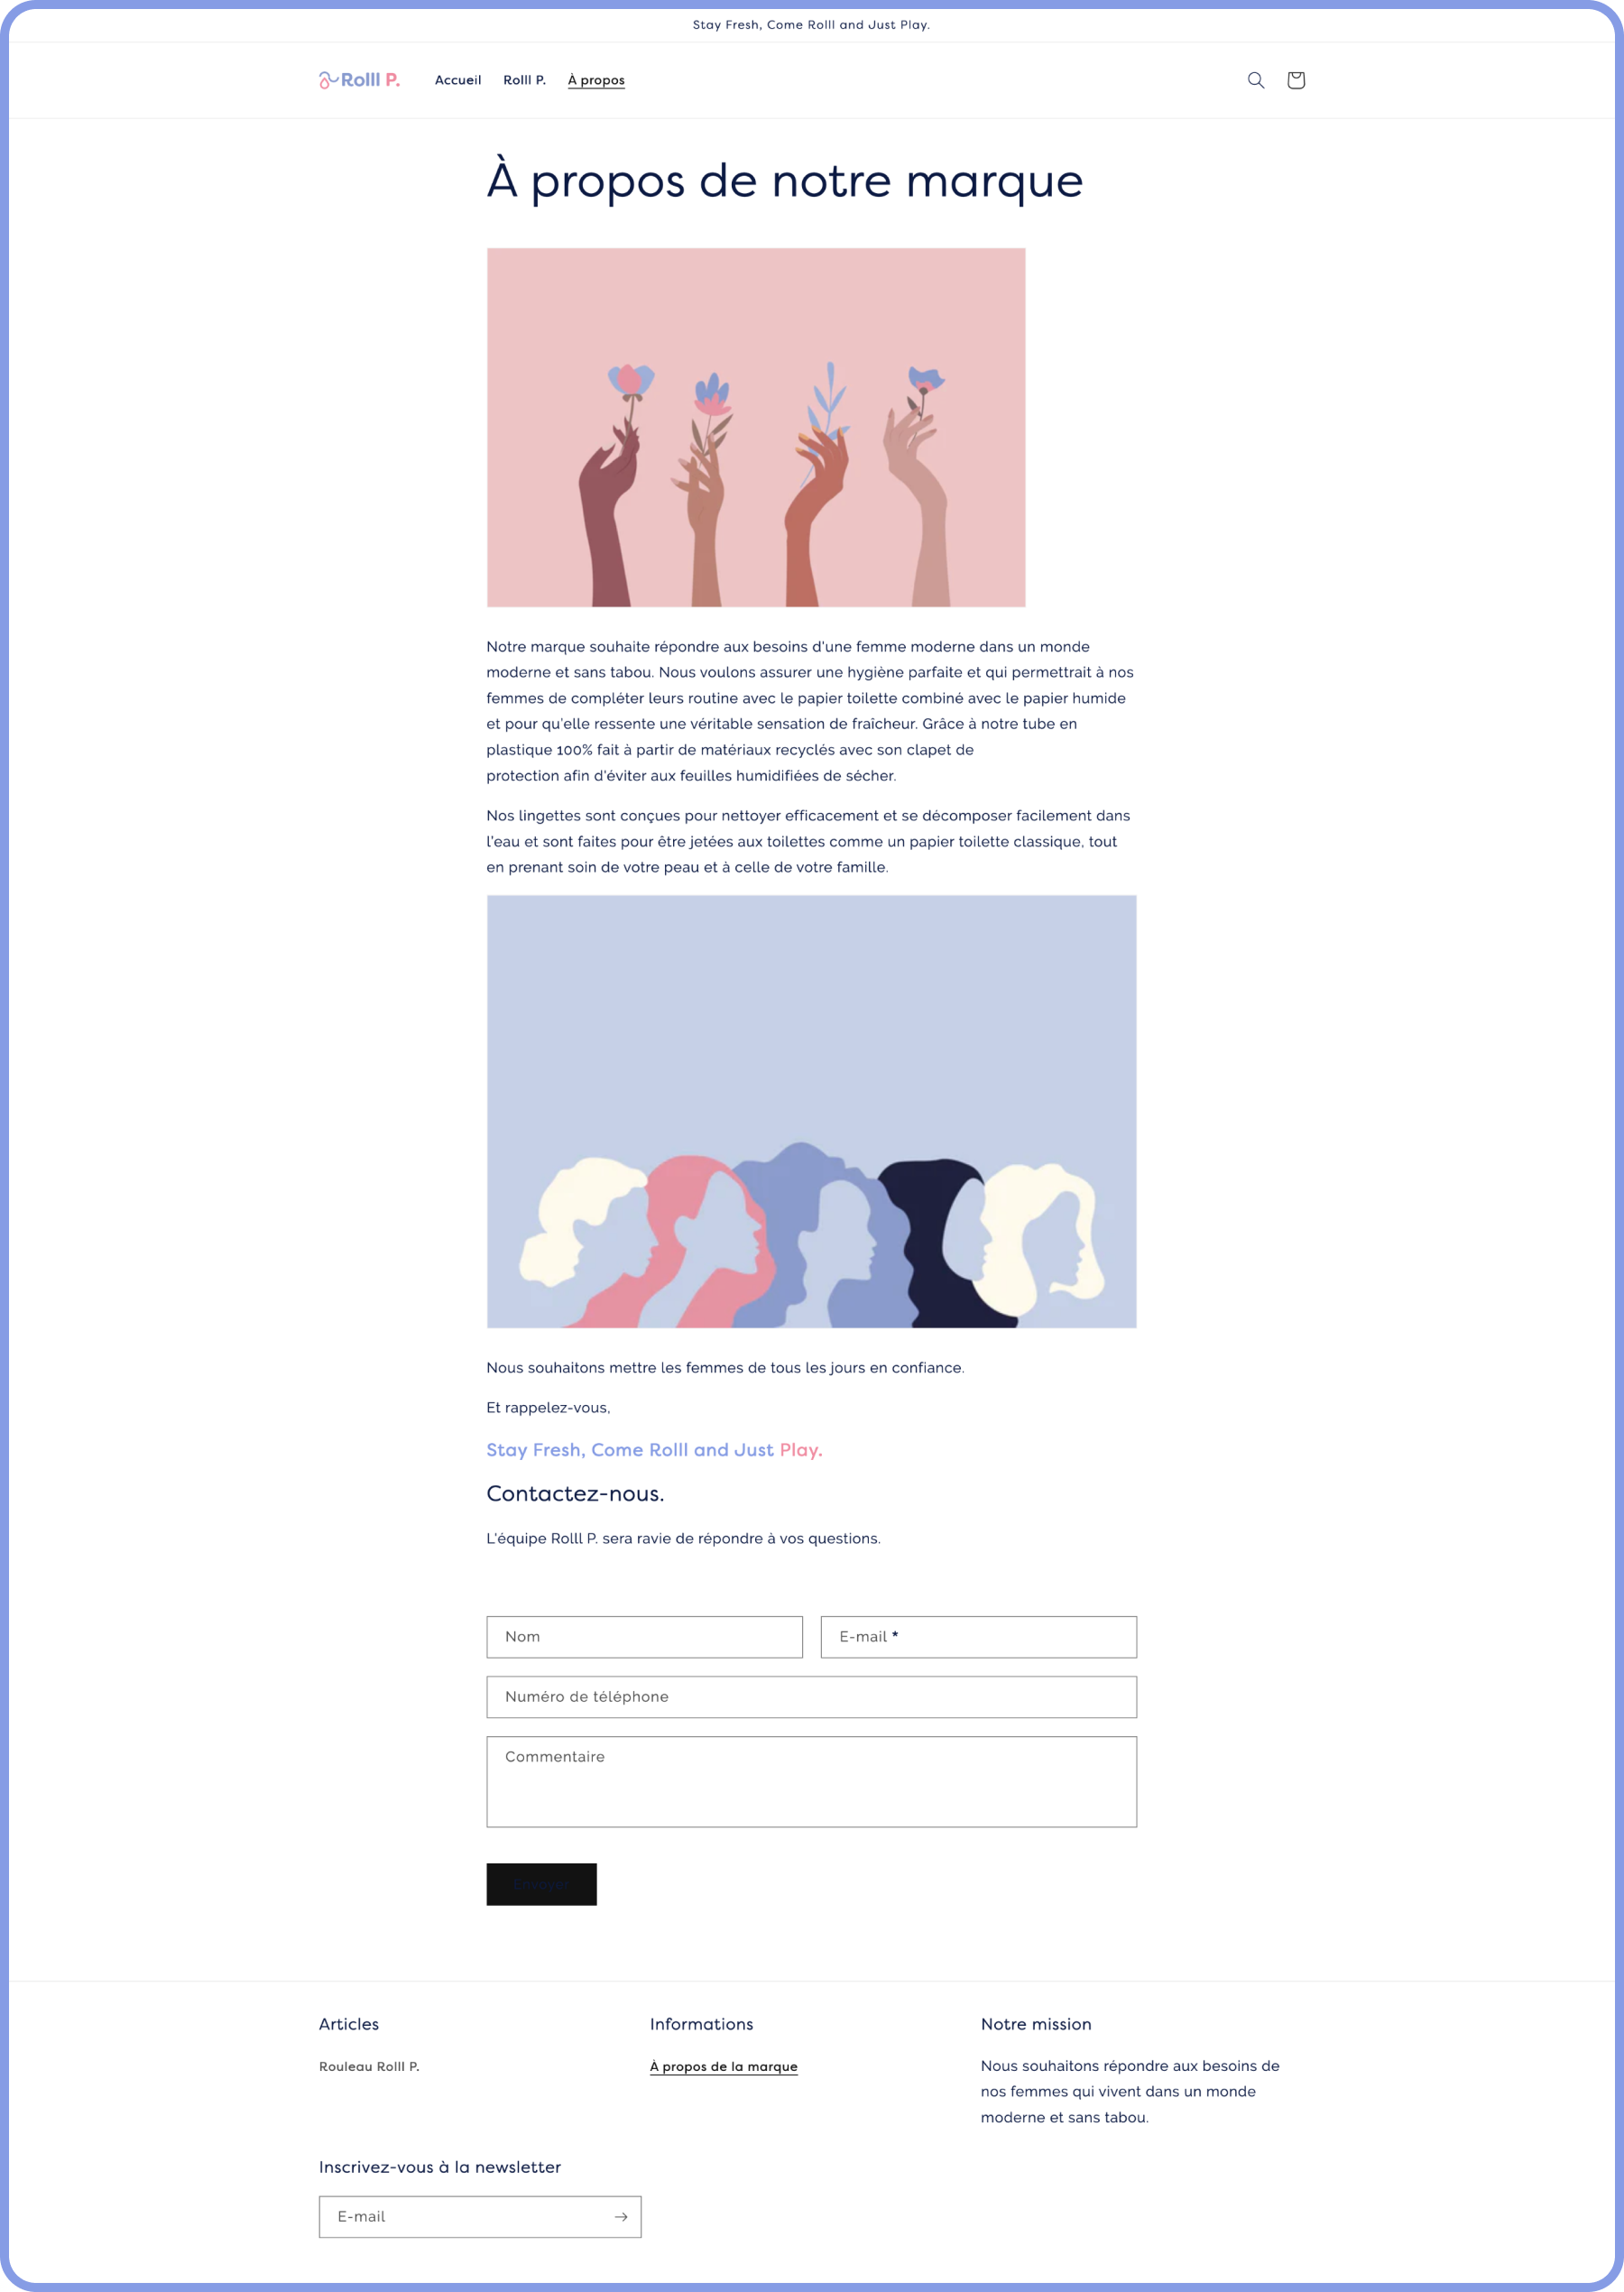 Stay Fresh, Come Rolll and Just Play.
Rolll P.
Accueil
Rolll P.
À propos
À propos de notre marque
Notre marque souhaite répondre aux besoins d'une femme moderne dans un monde
moderne et sans tabou. Nous voulons assurer une hygiène parfaite et qui permettrait à nos
femmes de compléter leurs routine avec le papier toilette combiné avec le papier humide
et pour qu'elle ressente une véritable sensation de fraîcheur. Grâce à notre tube en
plastique 100% fait à partir de matériaux recyclés avec son clapet de
protection afin d'éviter aux feuilles humidifiées de sécher.
Nos lingettes sont conçues pour nettoyer efficacement et se décomposer facilement dans
l'eau et sont faites pour être jetées aux toilettes comme un papier toilette classique, tout
en prenant soin de votre peau et à celle de votre famille.
Nous souhaitons mettre les femmes de tous les jours en confiance.
Et rappelez-vous,
Stay Fresh, Come Rolll and Just Play.
Contactez-nous.
L'équipe Rolll P. sera ravie de répondre à vos questions.
Nom
E-mail *
Numéro de téléphone
Commentaire
Envoyer
Articles
Rouleau Rolll P.
Informations
À propos de la marque
Notre mission
Nous souhaitons répondre aux besoins de
nos femmes qui vivent dans un monde
moderne et sans tabou.
Inscrivez-vous à la newsletter
E-mail